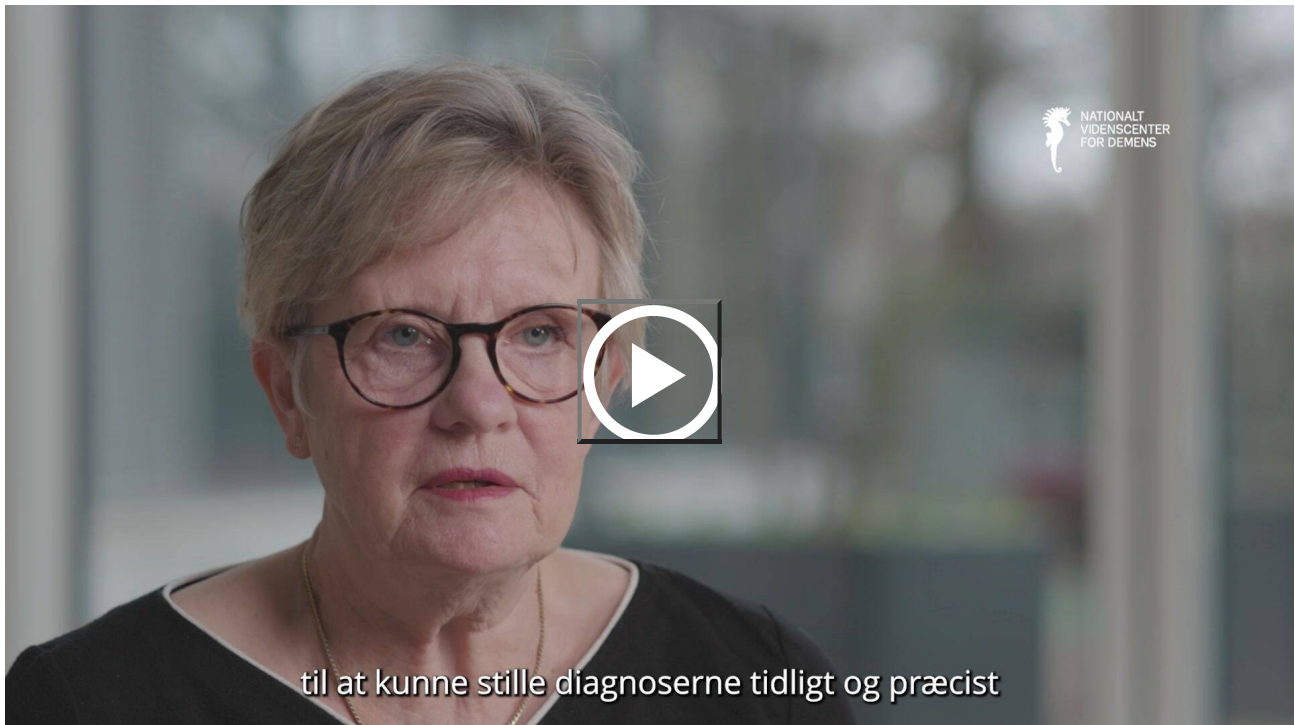 NATIONALT
VIDENSCENTER
FOR DEMENS
til at kunne stille diagnoserne tidligt og præcist